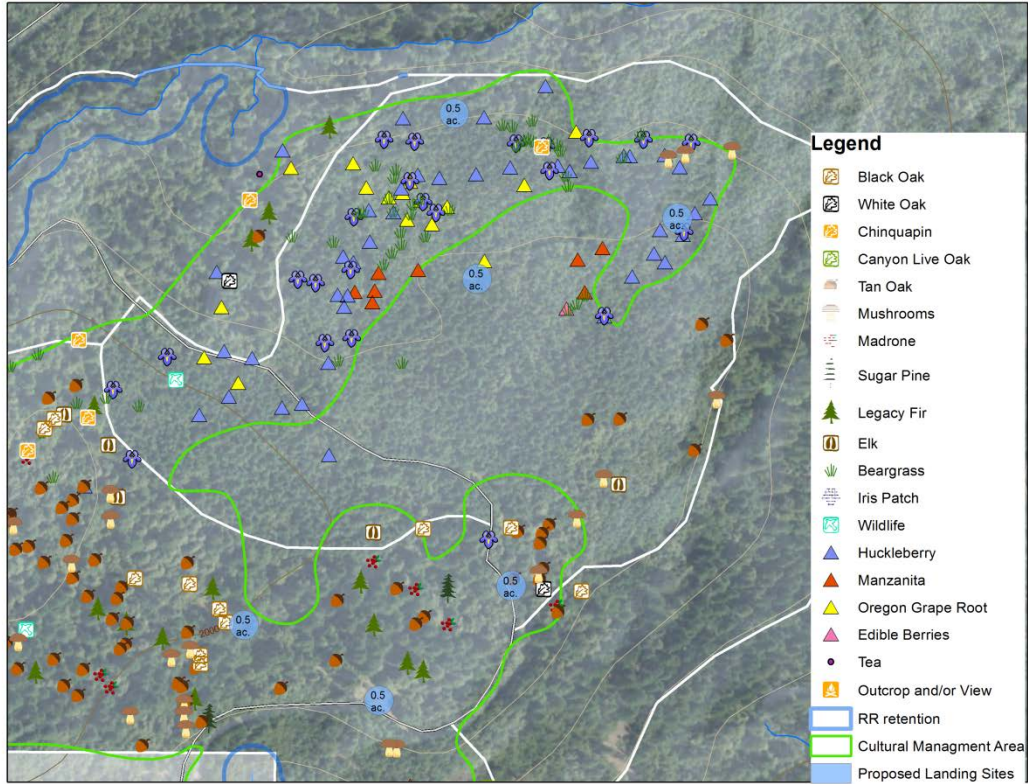 0.5
ac.
0.5
ac.
0.5
ac.
0.5
ac.
0.5
ac.
0.5
ac.
2000
Legend
Black Oak
White Oak
Chinquapin
Canyon Live Oak
Tan Oak
Mushrooms
Madrone
Sugar Pine
Legacy Fir
Elk
Beargrass
Iris Patch
Wildlife
Huckleberry
Manzanita
Oregon Grape Root
Edible Berries
Tea
Outcrop and/or View
RR retention
Cultural Managment Area
Proposed Landing Sites